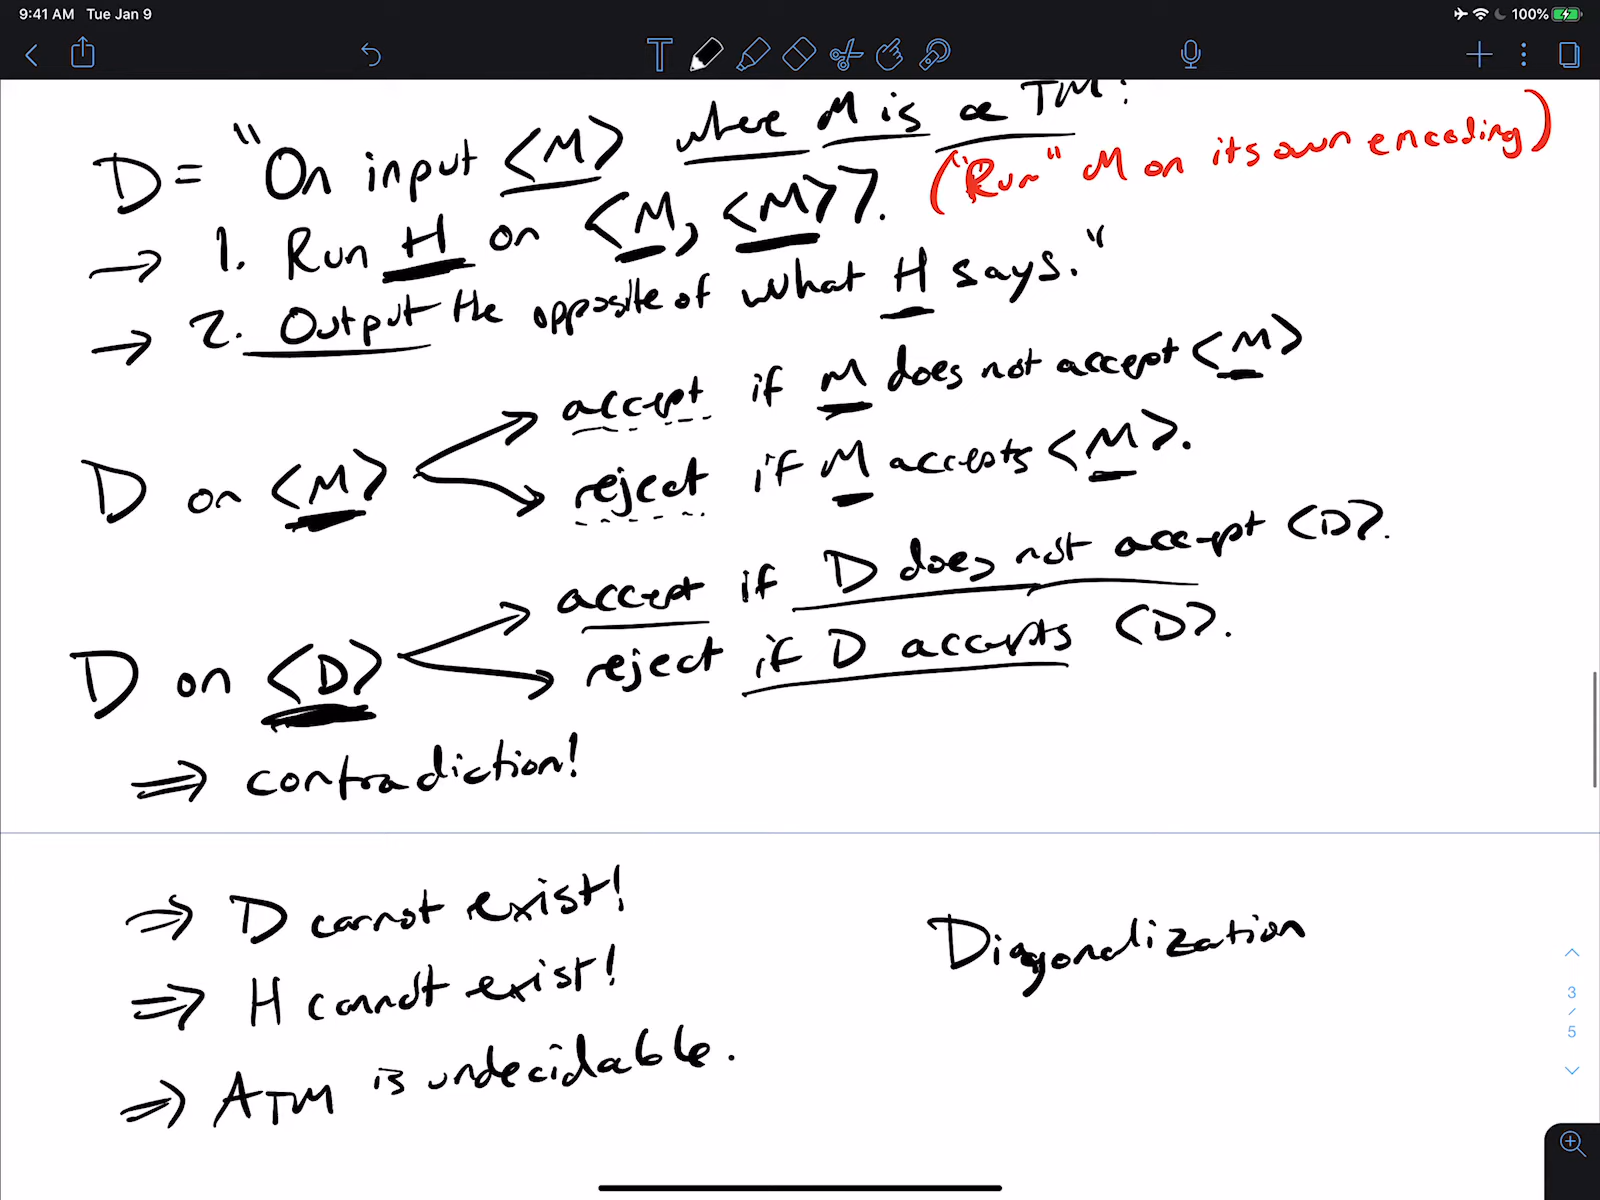 9:41 AM Tue Jan 9
100%
D = "On input <M> where M is a TM:
("Run" M on its own encoding)
→ 1. Run H on <M, <M>>.
→ 2. Output the opposite of what H says."
accept if M does not accept <M>
D on <M>
reject if M accepts <M>.
accept if D does not accept <D>.
D on <D>
reject if D accepts <D>.
⇒ contradiction!
⇒ D cannot exist!
Diagonalization
⇒ H cannot exist!
⇒ ATM is undecidable.
3
/
5